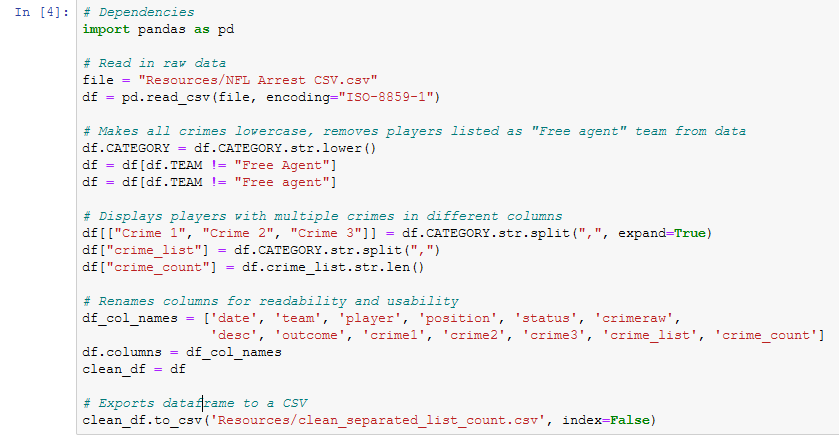 In [4]: # Dependencies
import pandas as pd
# Read in raw data
file = "Resources/NFL Arrest CSV.csv"
df = pd.read_csv(file, encoding="ISO-8859-1")
# Makes all crimes lowercase, removes players listed as "Free agent" team from data
df.CATEGORY = df.CATEGORY.str.lower()
df = df[df.TEAM != "Free Agent"]
df = df[df.TEAM != "Free agent"]
# Displays players with multiple crimes in different columns
df[["Crime 1", "Crime 2", "Crime 3"]] = df.CATEGORY.str.split(",", expand=True)
df["crime_list"] = df.CATEGORY.str.split(",")
df["crime_count"] = df.crime_list.str.len()
# Renames columns for readability and usability
df_col_names = ['date', 'team', 'player', 'position', 'status', 'crimeraw',
'desc', 'outcome', 'crime1', 'crime2', 'crime3', 'crime_list', 'crime_count']
df.columns = df_col_names
clean_df = df
# Exports dataframe to a CSV
clean_df.to_csv('Resources/clean_separated_list_count.csv', index=False)